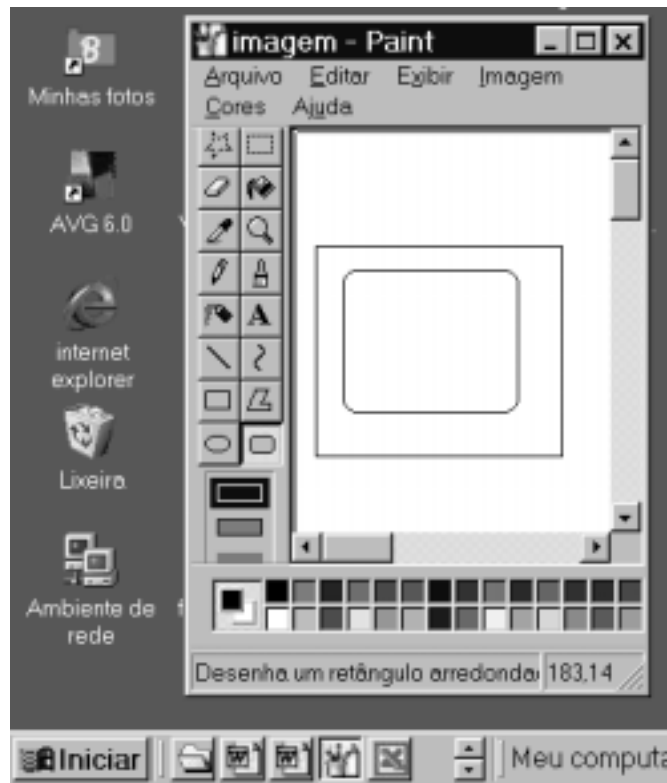 Minhas fotos
AVG 6.0
internet
explorer
Lixeira
Ambiente de
rede
imagem - Paint
Arquivo Editar Exibir Imagem
Cores Ajuda
A
Desenha um retângulo arredonda
183,14
Iniciar
Meu computa